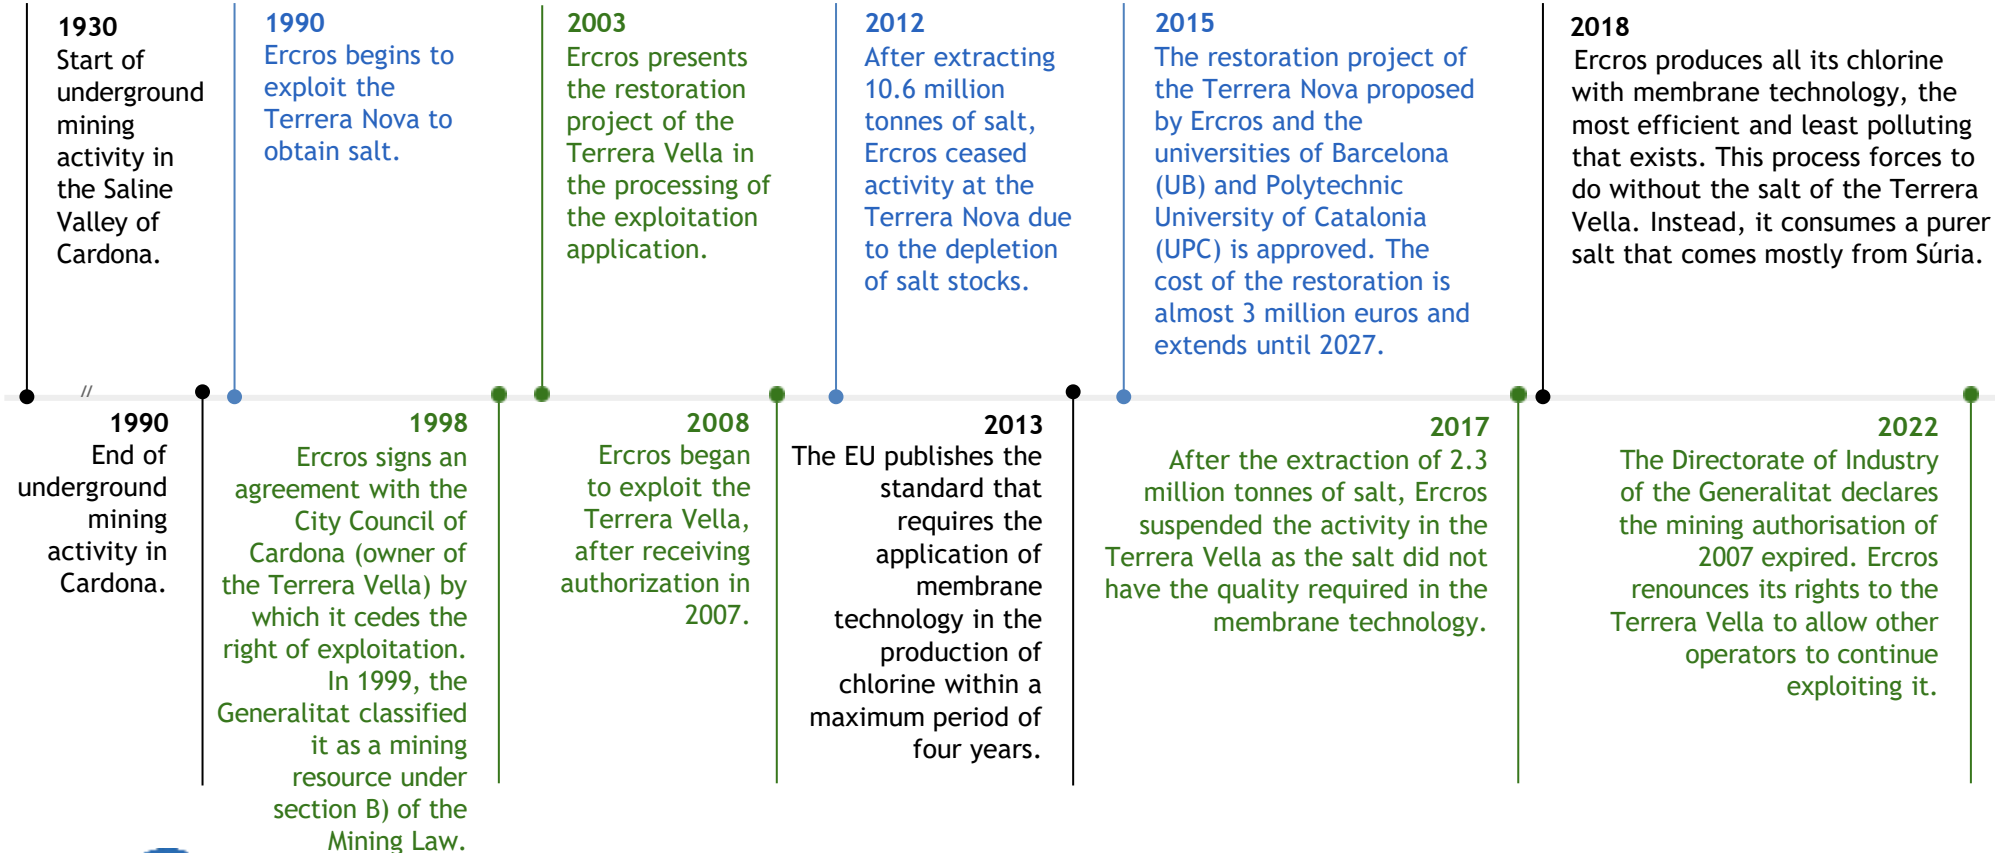 1930
Start of
underground
mining
activity in
the Saline
Valley of
Cardona.
1990
Ercros begins to
exploit the
Terrera Nova to
obtain salt.
2003
Ercros presents
the restoration
project of the
Terrera Vella in
the processing of
the exploitation
application.
2012
After extracting
10.6 million
tonnes of salt,
Ercros ceased
activity at the
Terrera Nova due
to the depletion
of salt stocks.
2015
The restoration project of
the Terrera Nova proposed
by Ercros and the
universities of Barcelona
(UB) and Polytechnic
University of Catalonia
(UPC) is approved. The
cost of the restoration is
almost 3 million euros and
extends until 2027.
2018
Ercros produces all its chlorine
with membrane technology, the
most efficient and least polluting
that exists. This process forces to
do without the salt of the Terrera
Vella. Instead, it consumes a purer
salt that comes mostly from Súria.
//
1990
End of
underground
mining
activity in
Cardona.
1998
Ercros signs an
agreement with the
City Council of
Cardona (owner of
the Terrera Vella) by
which it cedes the
right of exploitation.
In 1999, the
Generalitat classified
it as a mining
resource under
section B) of the
Mining Law.
2008
Ercros began
to exploit the
Terrera Vella,
after receiving
authorization in
2007.
2013
The EU publishes the
standard that
requires the
application of
membrane
technology in the
production of
chlorine within a
maximum period of
four years.
2017
After the extraction of 2.3
million tonnes of salt, Ercros
suspended the activity in the
Terrera Vella as the salt did not
have the quality required in the
membrane technology.
2022
The Directorate of Industry
of the Generalitat declares
the mining authorisation of
2007 expired. Ercros
renounces its rights to the
Terrera Vella to allow other
operators to continue
exploiting it.